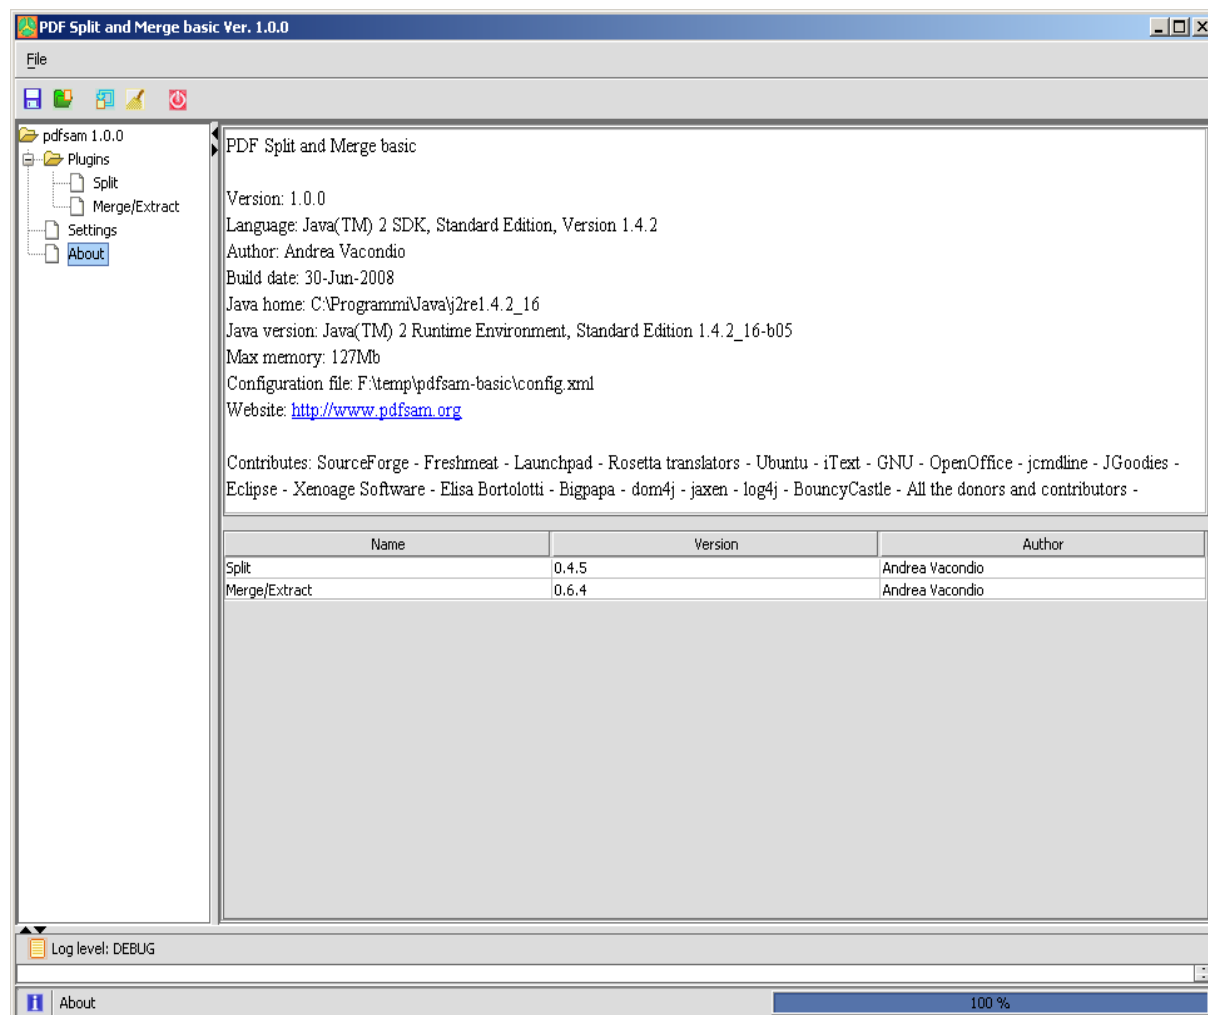 PDF Split and Merge basic Ver. 1.0.0
File
pdfsam 1.0.0
Plugins
Split
Merge/Extract
Settings
About
PDF Split and Merge basic
Version: 1.0.0
Language: Java(TM) 2 SDK, Standard Edition, Version 1.4.2
Author: Andrea Vacondio
Build date: 30-Jun-2008
Java home: C:\Programmi\Java\j2re1.4.2_16
Java version: Java(TM) 2 Runtime Environment, Standard Edition 1.4.2_16-b05
Max memory: 127Mb
Configuration file: F:\temp\pdfsam-basic\config.xml
Website: http://www.pdfsam.org
Contributes: SourceForge - Freshmeat - Launchpad - Rosetta translators - Ubuntu - iText - GNU - OpenOffice - jcmdline - JGoodies -
Eclipse - Xenoage Software - Elisa Bortolotti - Bigpapa - dom4j - jaxen - log4j - BouncyCastle - All the donors and contributors -
Name Version Author
Split 0.4.5 Andrea Vacondio
Merge/Extract 0.6.4 Andrea Vacondio
Log level: DEBUG
About 100 %